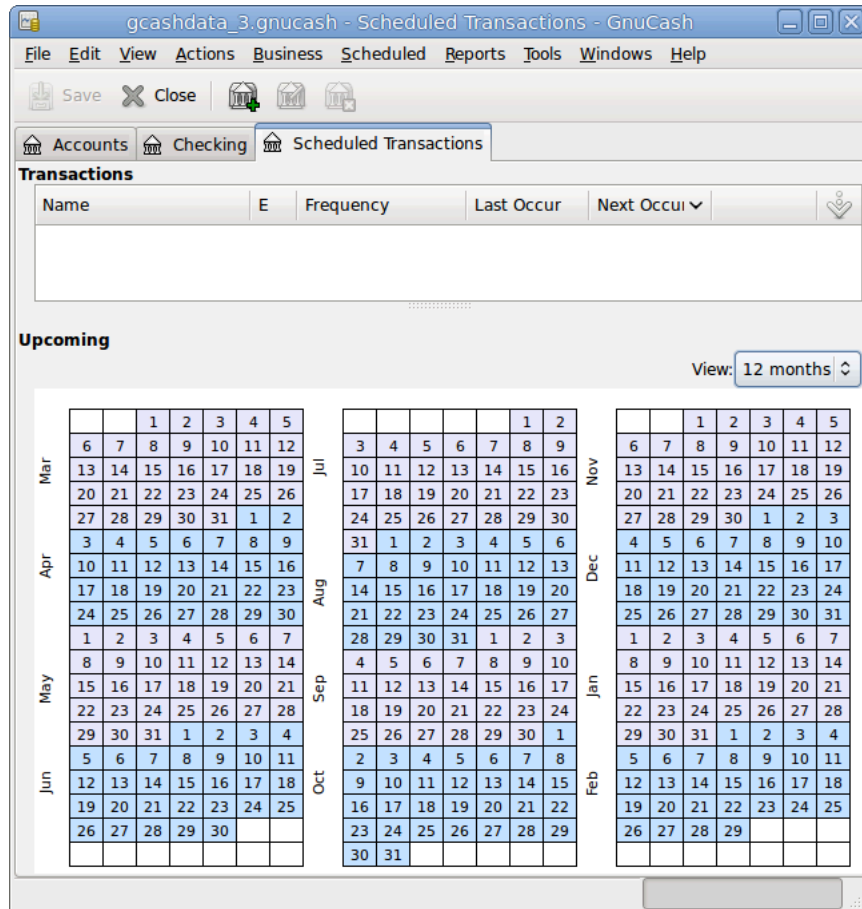 gcashdata_3.gnucash - Scheduled Transactions - GnuCash
File Edit View Actions Business Scheduled Reports Tools Windows Help
Save Close
Accounts Checking Scheduled Transactions
Transactions
Name E Frequency Last Occur Next Occur
Upcoming
View: 12 months
Mar
1 2 3 4 5
6 7 8 9 10 11 12
13 14 15 16 17 18 19
20 21 22 23 24 25 26
27 28 29 30 31 1 2
Apr
3 4 5 6 7 8 9
10 11 12 13 14 15 16
17 18 19 20 21 22 23
24 25 26 27 28 29 30
May
1 2 3 4 5 6 7
8 9 10 11 12 13 14
15 16 17 18 19 20 21
22 23 24 25 26 27 28
29 30 31 1 2 3 4
Jun
5 6 7 8 9 10 11
12 13 14 15 16 17 18
19 20 21 22 23 24 25
26 27 28 29 30
Jul
1 2
3 4 5 6 7 8 9
10 11 12 13 14 15 16
17 18 19 20 21 22 23
24 25 26 27 28 29 30
31 1 2 3 4 5 6
Aug
7 8 9 10 11 12 13
14 15 16 17 18 19 20
21 22 23 24 25 26 27
28 29 30 31 1 2 3
Sep
4 5 6 7 8 9 10
11 12 13 14 15 16 17
18 19 20 21 22 23 24
25 26 27 28 29 30 1
Oct
2 3 4 5 6 7 8
9 10 11 12 13 14 15
16 17 18 19 20 21 22
23 24 25 26 27 28 29
30 31
Nov
1 2 3 4 5
6 7 8 9 10 11 12
13 14 15 16 17 18 19
20 21 22 23 24 25 26
27 28 29 30 1 2 3
Dec
4 5 6 7 8 9 10
11 12 13 14 15 16 17
18 19 20 21 22 23 24
25 26 27 28 29 30 31
Jan
1 2 3 4 5 6 7
8 9 10 11 12 13 14
15 16 17 18 19 20 21
22 23 24 25 26 27 28
29 30 31 1 2 3 4
Feb
5 6 7 8 9 10 11
12 13 14 15 16 17 18
19 20 21 22 23 24 25
26 27 28 29